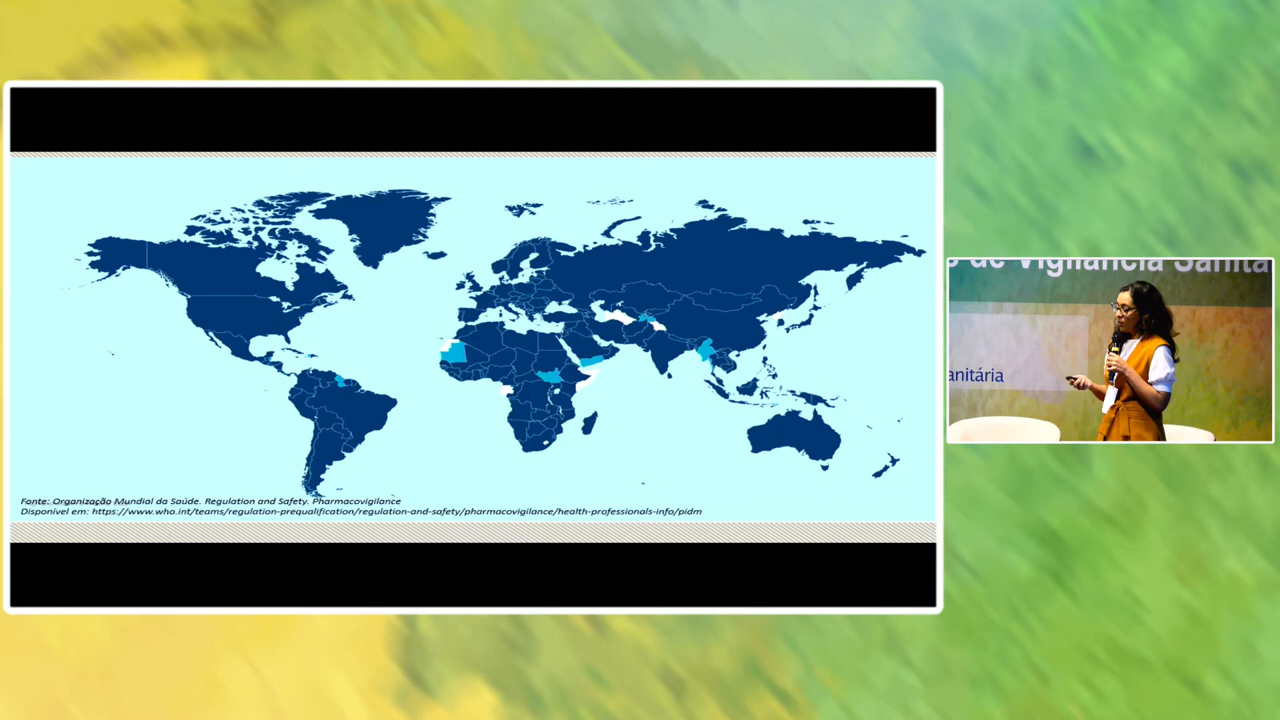 Fonte: Organização Mundial da Saúde. Regulation and Safety. Pharmacovigilance
Disponível em: https://www.who.int/teams/regulation-prequalification/regulation-and-safety/pharmacovigilance/health-professionals-info/pidm
de Vigilância Sanita
anitária